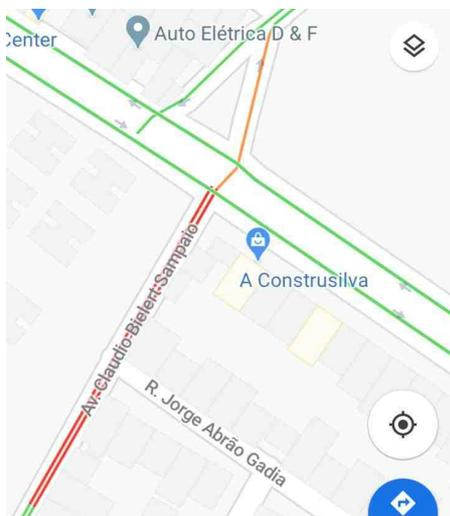 Center
Auto Elétrica D & F
A Construsilva
Av. Claudio Bielert Sampaio
R. Jorge Abrão Gadia